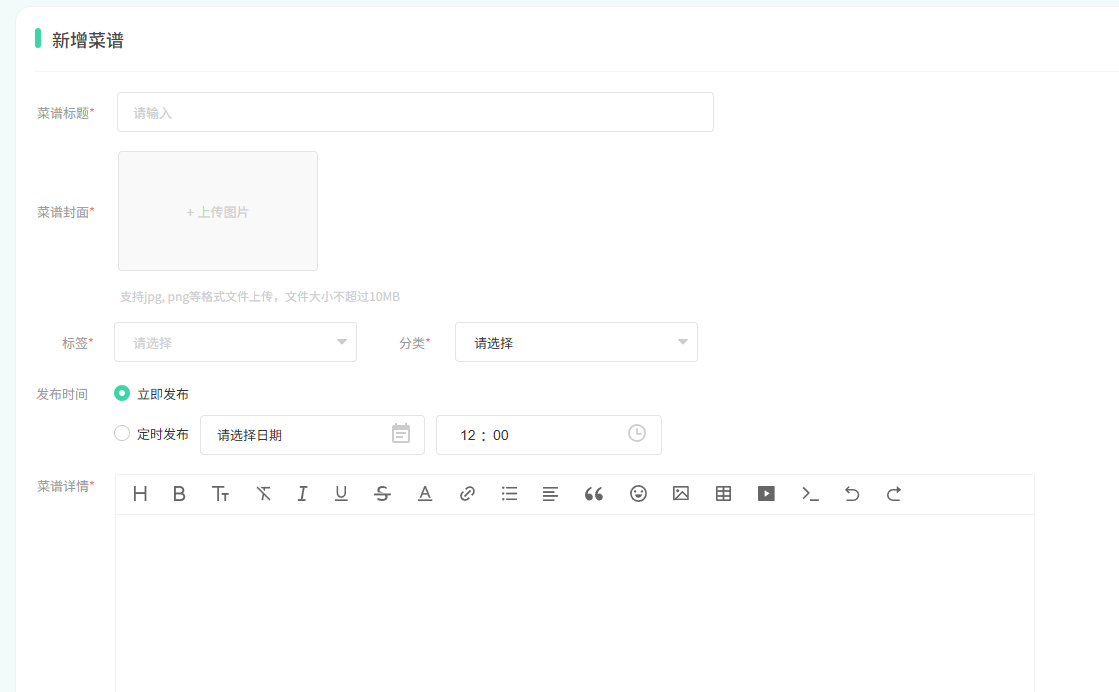 新增菜谱
菜谱标题* 请输入
菜谱封面* + 上传图片
支持jpg, png等格式文件上传，文件大小不超过10MB
标签* 请选择 分类* 请选择
发布时间 立即发布
定时发布 请选择日期 12 : 00
菜谱详情*